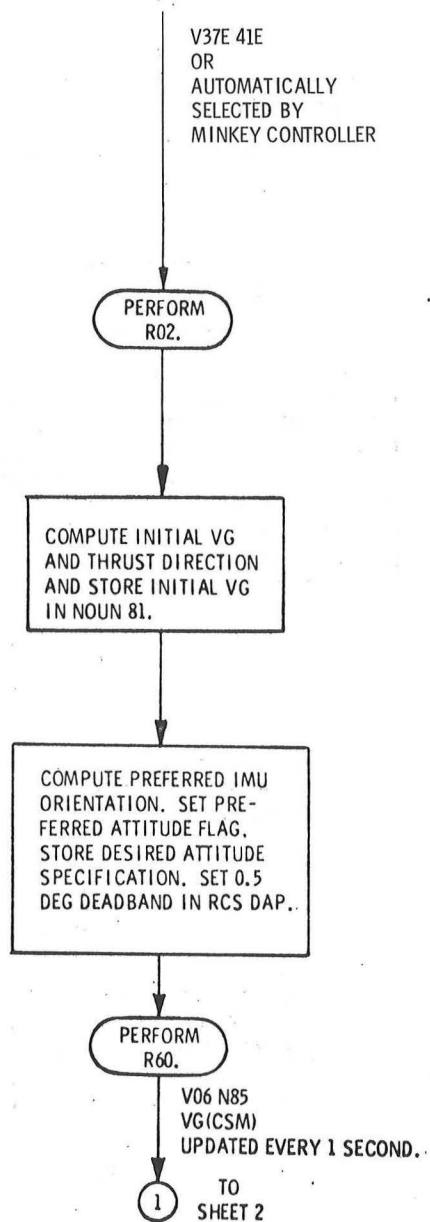 V37E 41E
OR
AUTOMATICALLY
SELECTED BY
MINKEY CONTROLLER
PERFORM
R02.
COMPUTE INITIAL VG
AND THRUST DIRECTION
AND STORE INITIAL VG
IN NOUN 81.
COMPUTE PREFERRED IMU
ORIENTATION. SET PRE-
FERRED ATTITUDE FLAG,
STORE DESIRED ATTITUDE
SPECIFICATION. SET 0.5
DEG DEADBAND IN RCS DAP.
PERFORM
R60.
V06 N85
VG(CSM)
UPDATED EVERY 1 SECOND.
1 TO
SHEET 2